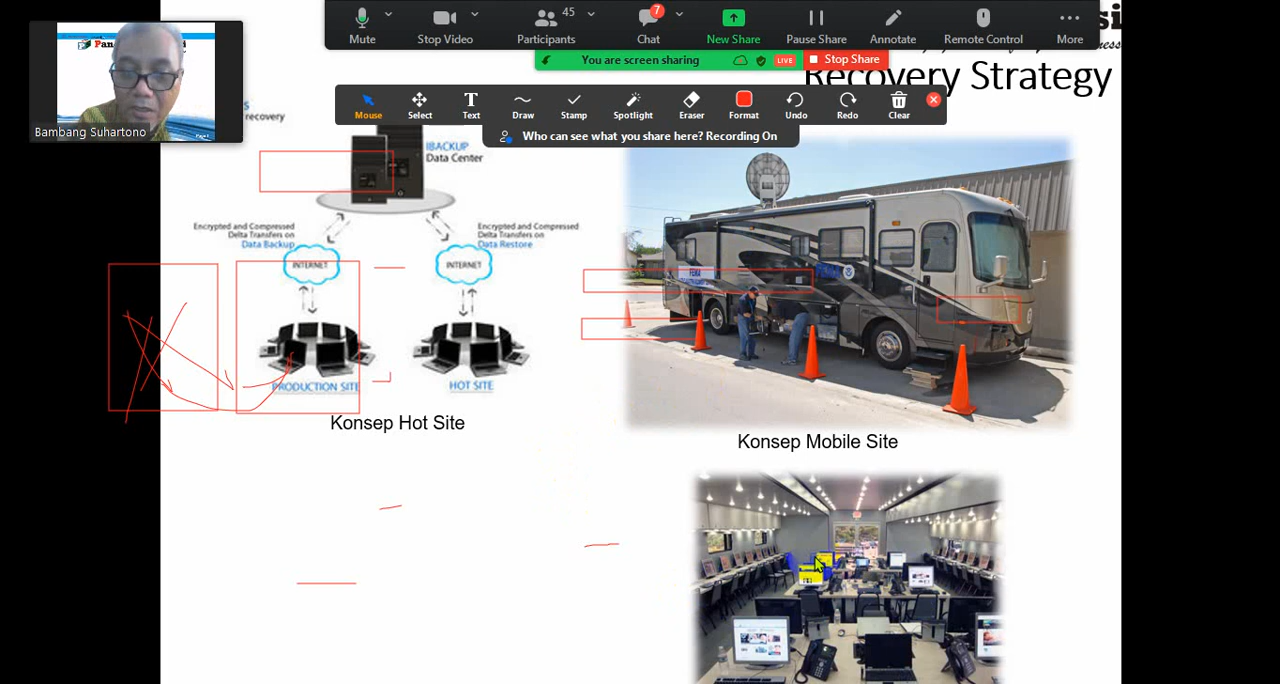 45
7
Mute
Stop Video
Participants
Chat
New Share
Pause Share
Annotate
Remote Control
More
You are screen sharing
LIVE
Stop Share
Recovery Strategy
Mouse
Select
Text
Draw
Stamp
Spotlight
Eraser
Format
Undo
Redo
Clear
Who can see what you share here? Recording On
Bambang Suhartono
recovery
IBACKUP
Data Center
Encrypted and Compressed
Delta Transfers on
Data Backup
Encrypted and Compressed
Delta Transfers on
Data Restore
INTERNET
INTERNET
PRODUCTION SITE
HOT SITE
Konsep Hot Site
FEMA
FEMA
Konsep Mobile Site